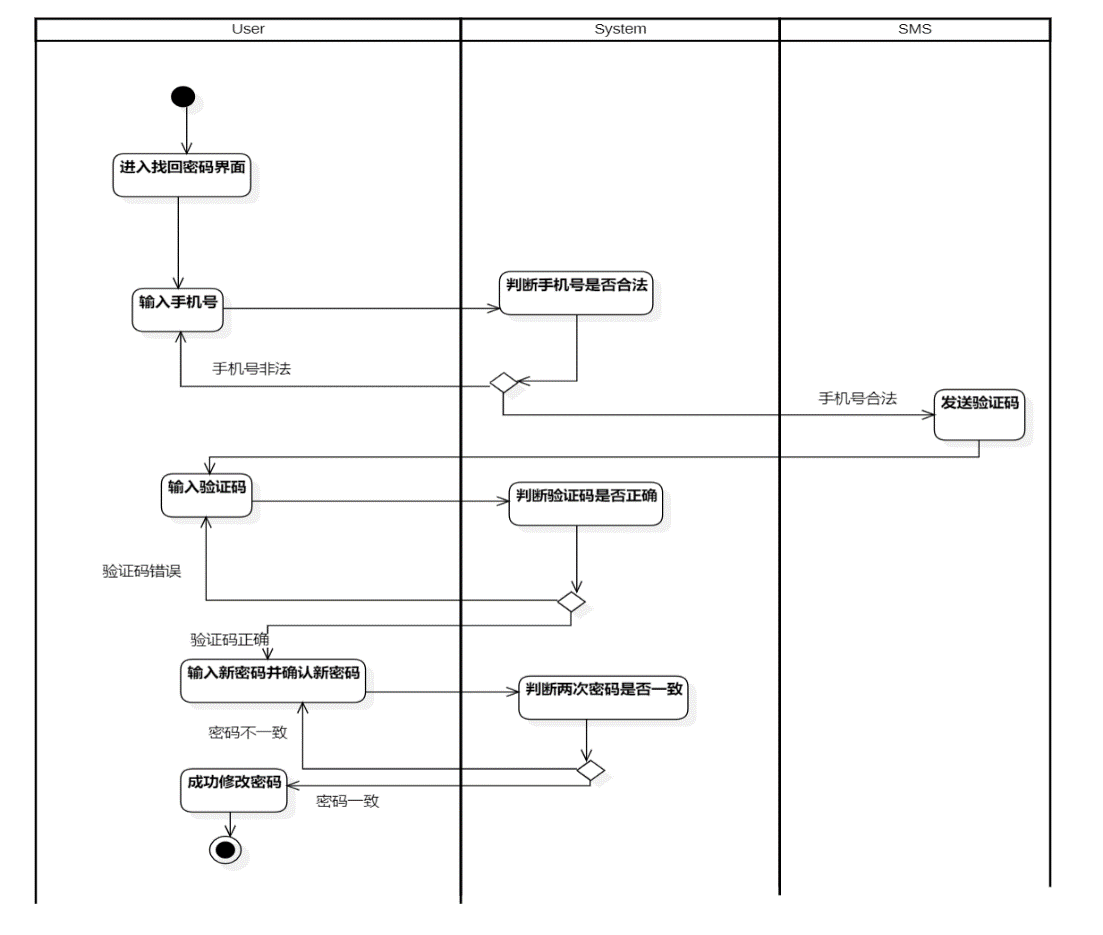 User
System
SMS
进入找回密码界面
判断手机号是否合法
输入手机号
手机号非法
手机号合法
发送验证码
输入验证码
判断验证码是否正确
验证码错误
验证码正确
输入新密码并确认新密码
判断两次密码是否一致
密码不一致
成功修改密码
密码一致